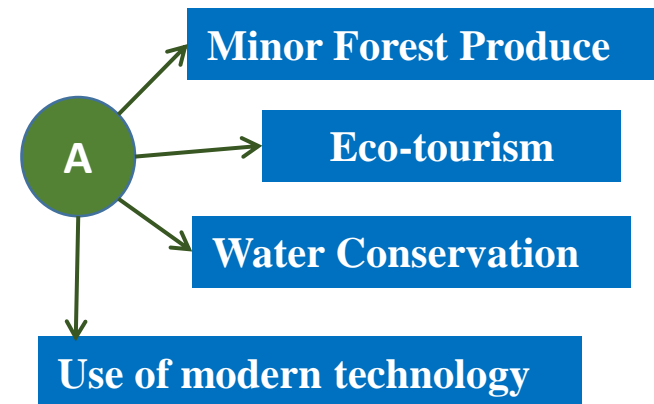 Minor Forest Produce
A
Eco-tourism
Water Conservation
Use of modern technology